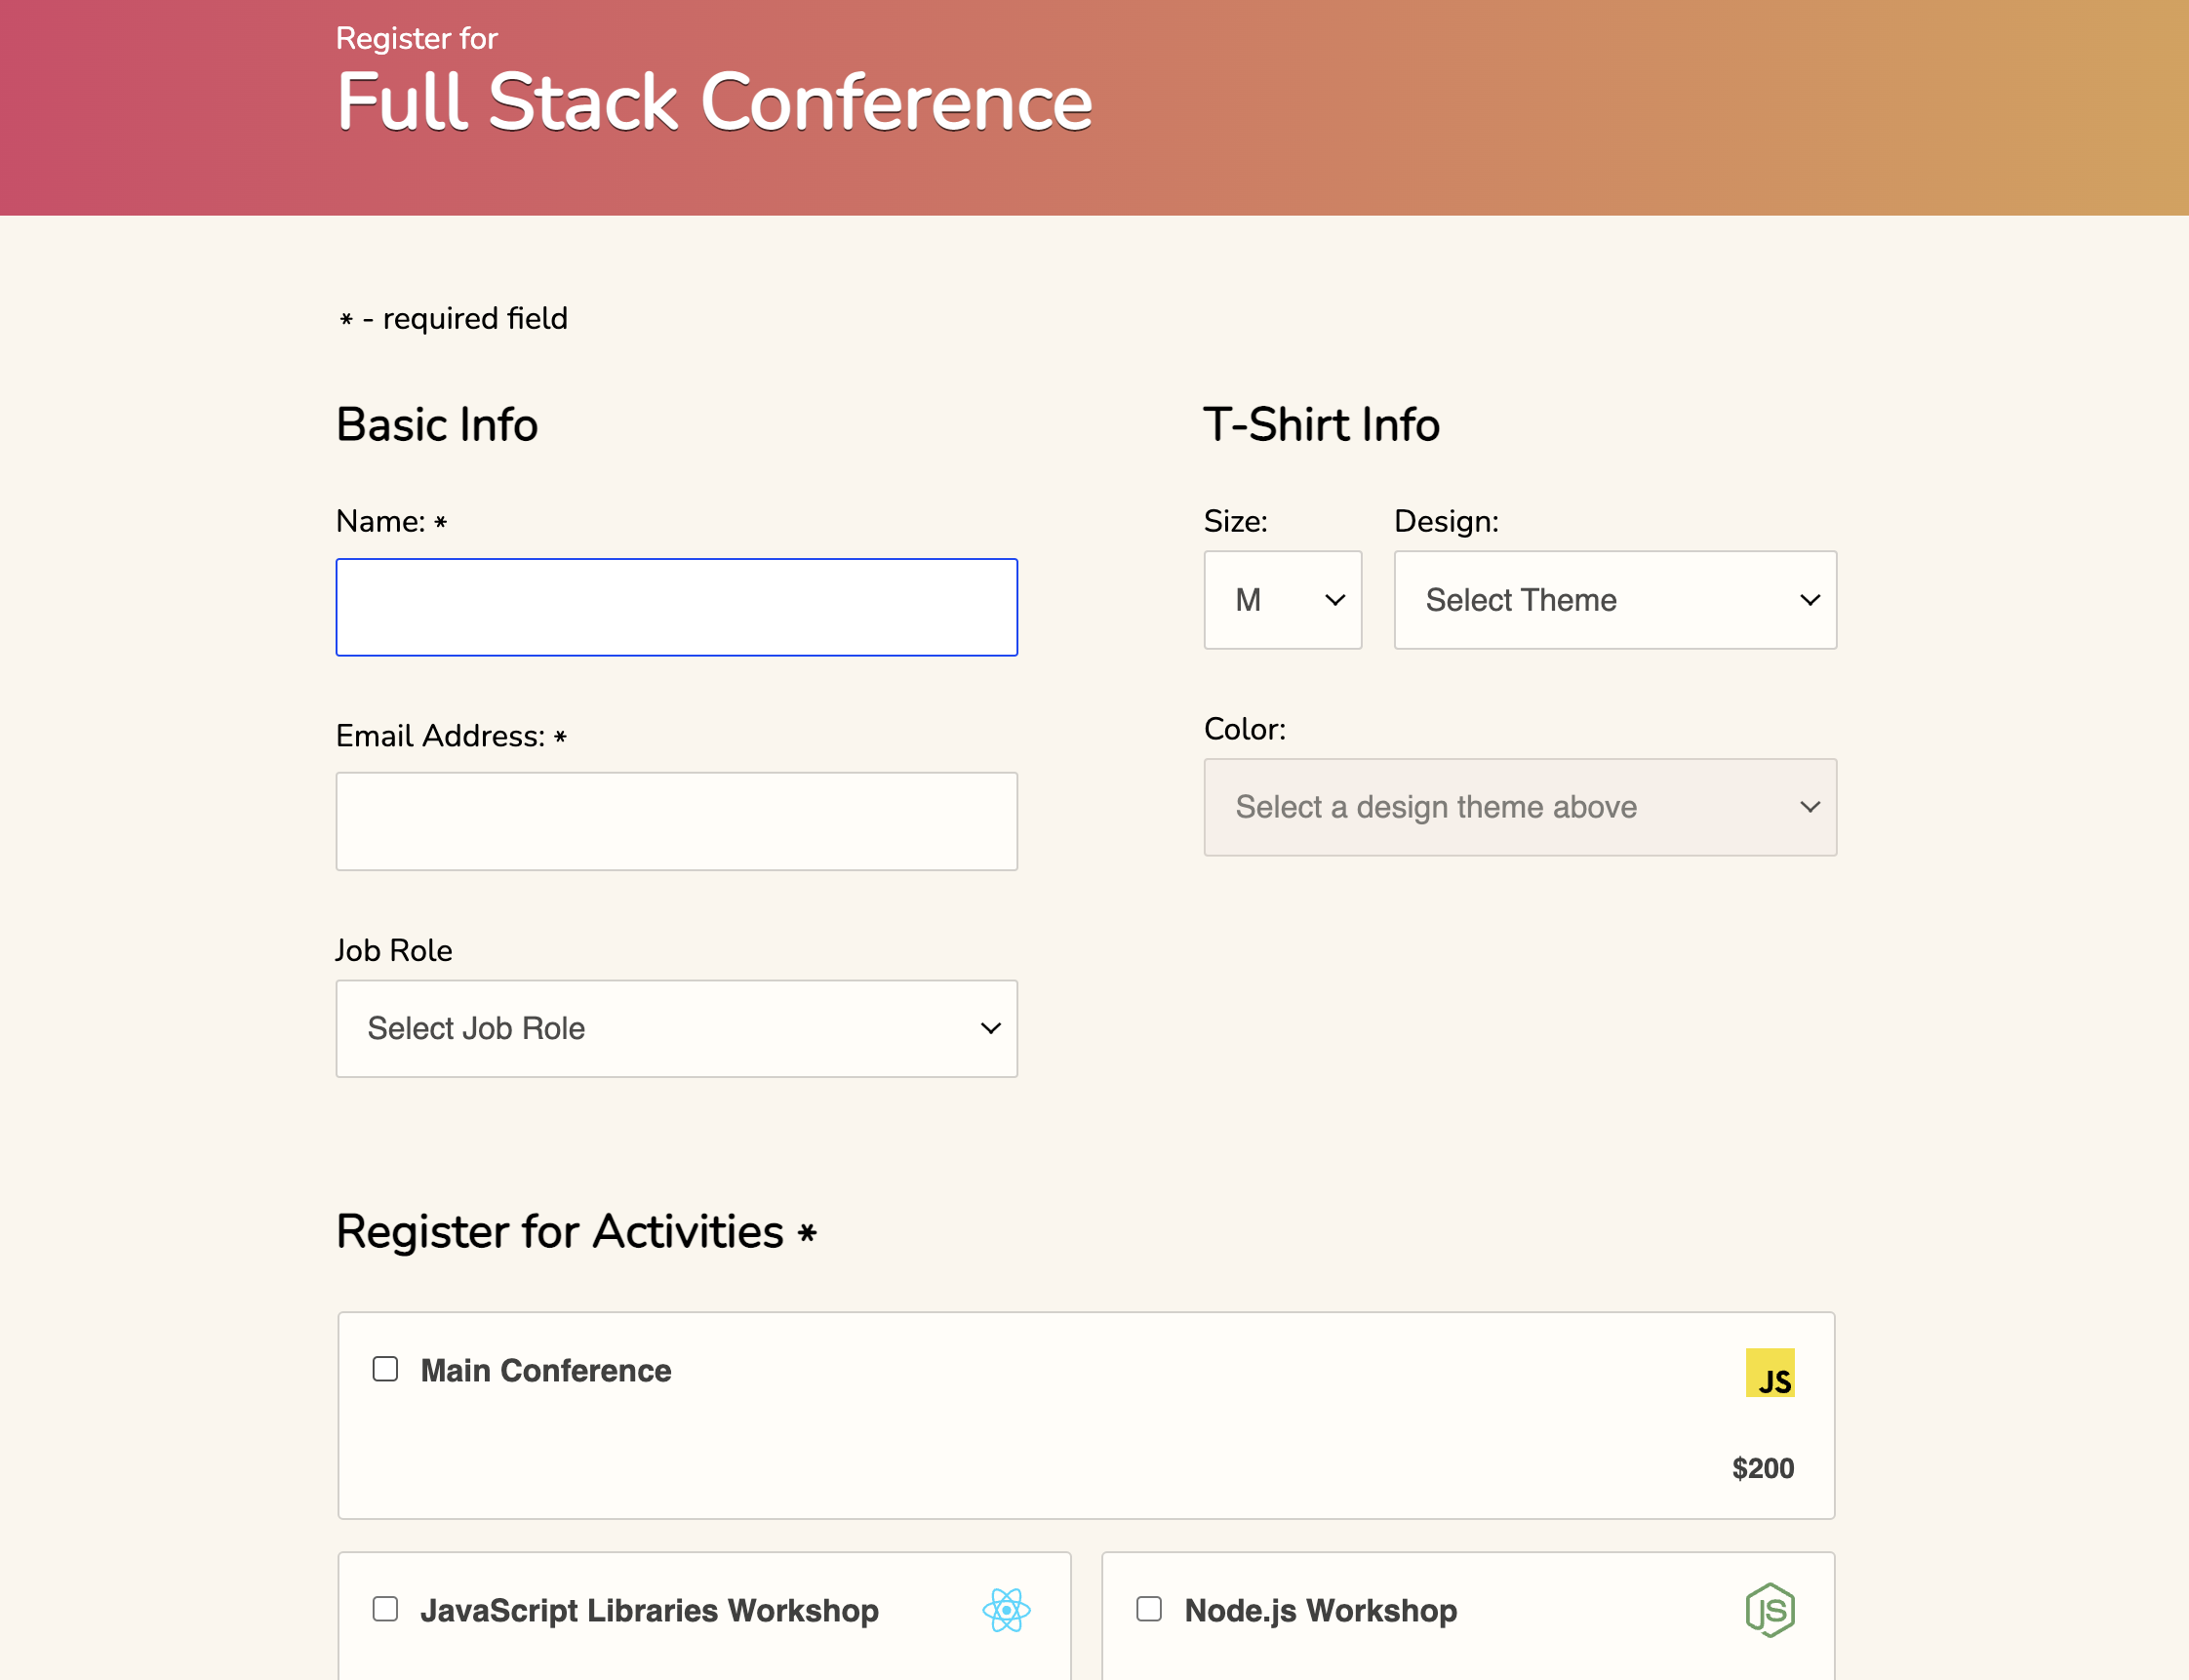 Register for
Full Stack Conference
* - required field
Basic Info
Name: *
Email Address: *
Job Role
Select Job Role
T-Shirt Info
Size:
Design:
M
Select Theme
Color:
Select a design theme above
Register for Activities *
Main Conference
JS
$200
JavaScript Libraries Workshop
Node.js Workshop
JS